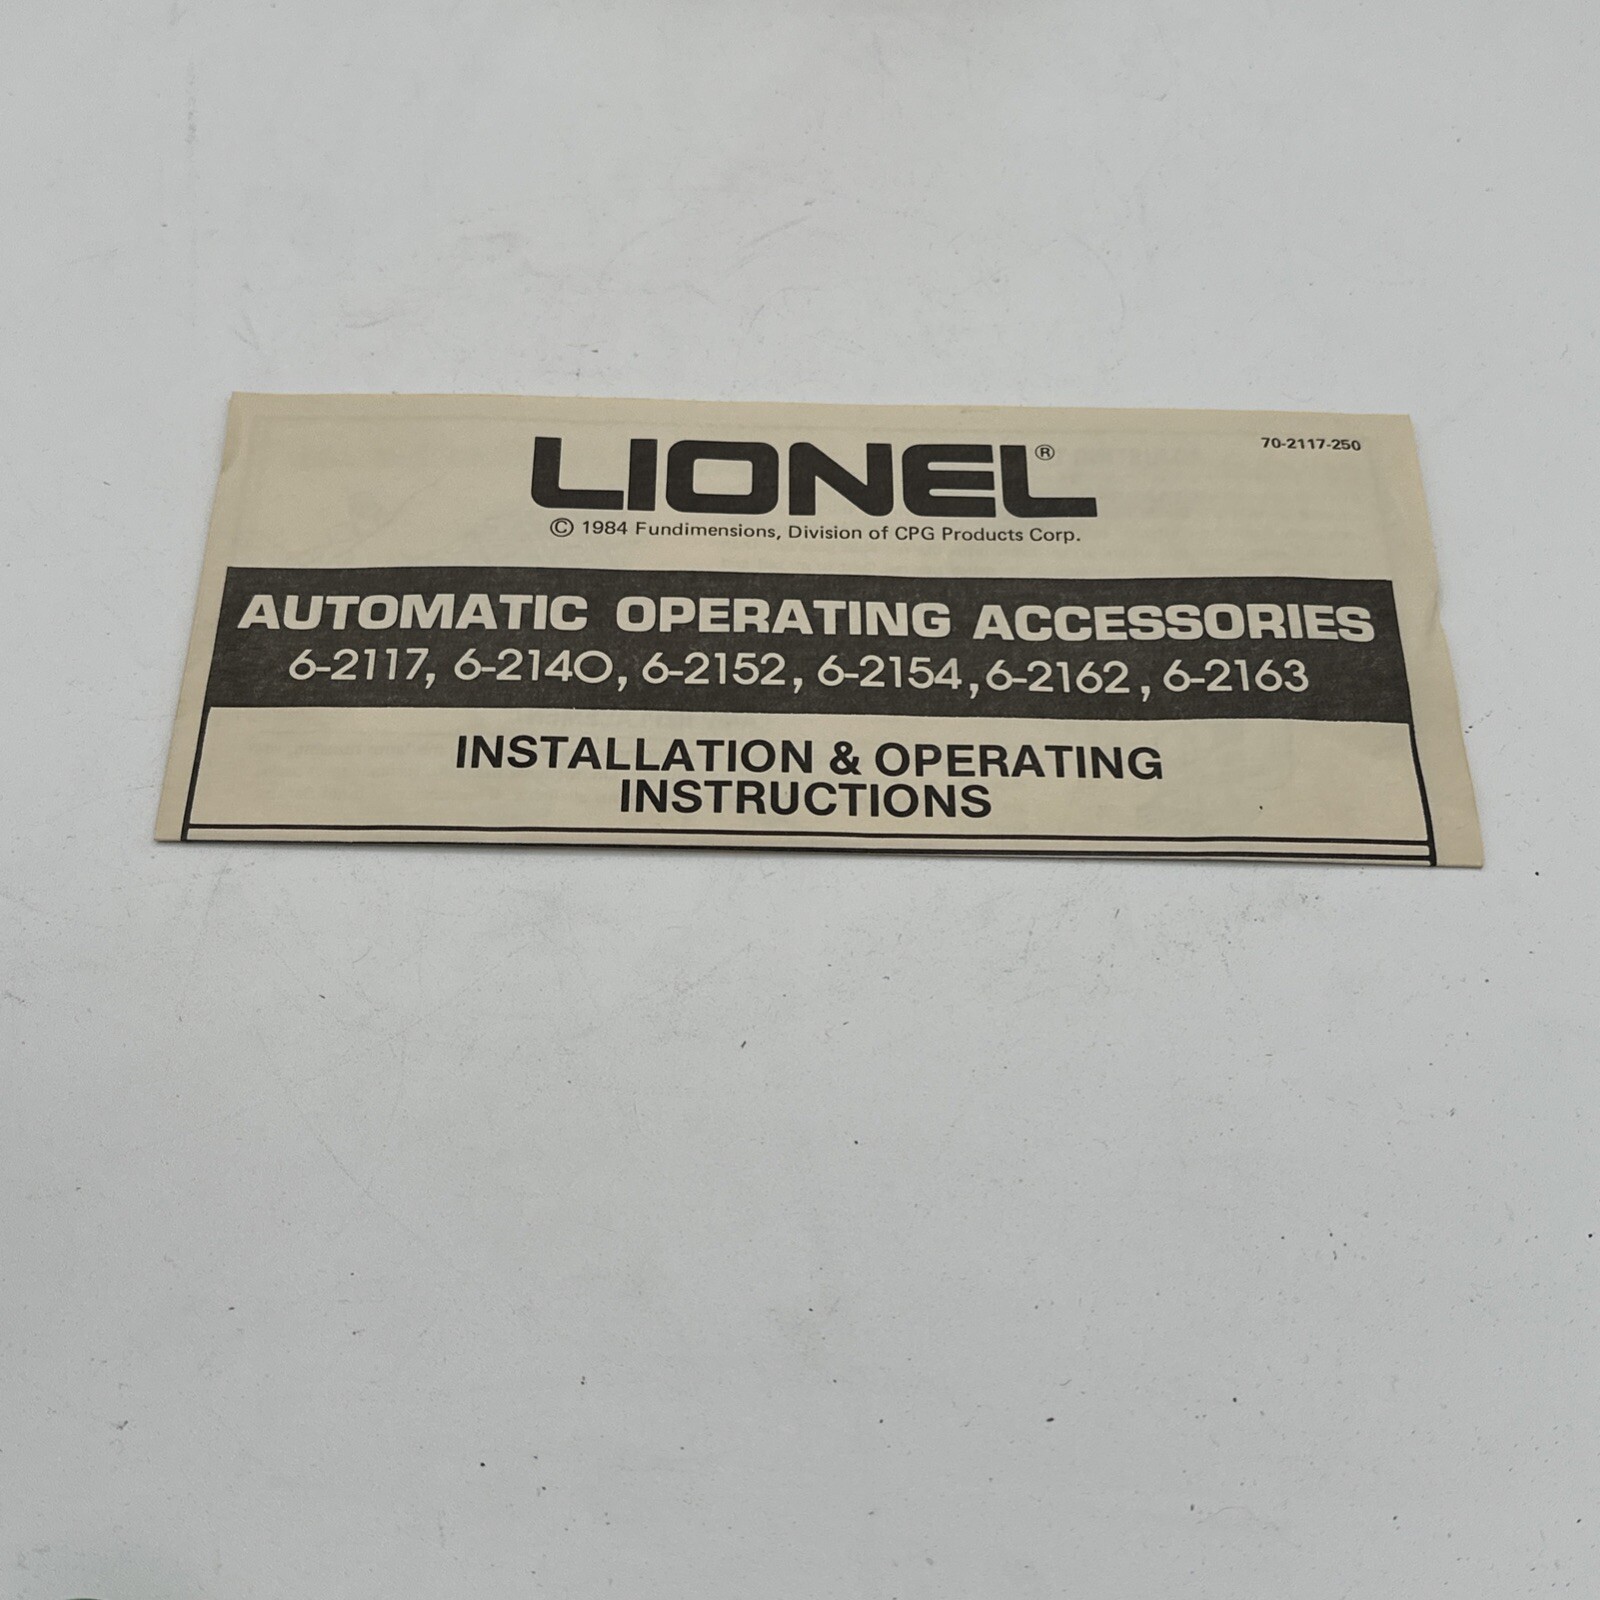 LIONEL®
70-2117-250
© 1984 Fundimensions, Division of CPG Products Corp.
AUTOMATIC OPERATING ACCESSORIES
6-2117, 6-2140, 6-2152, 6-2154, 6-2162, 6-2163
INSTALLATION & OPERATING
INSTRUCTIONS